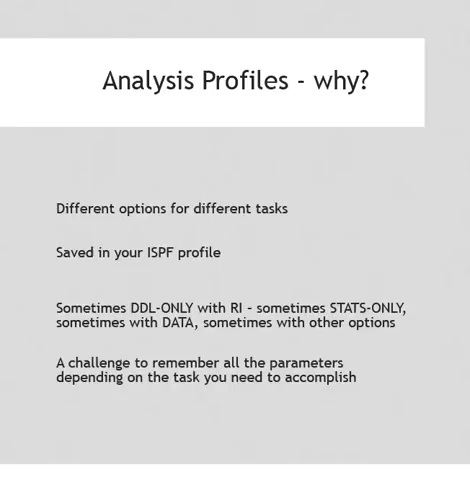 Analysis Profiles - why?
Different options for different tasks
Saved in your ISPF profile
Sometimes DDL-ONLY with RI - sometimes STATS-ONLY,
sometimes with DATA, sometimes with other options
A challenge to remember all the parameters
depending on the task you need to accomplish